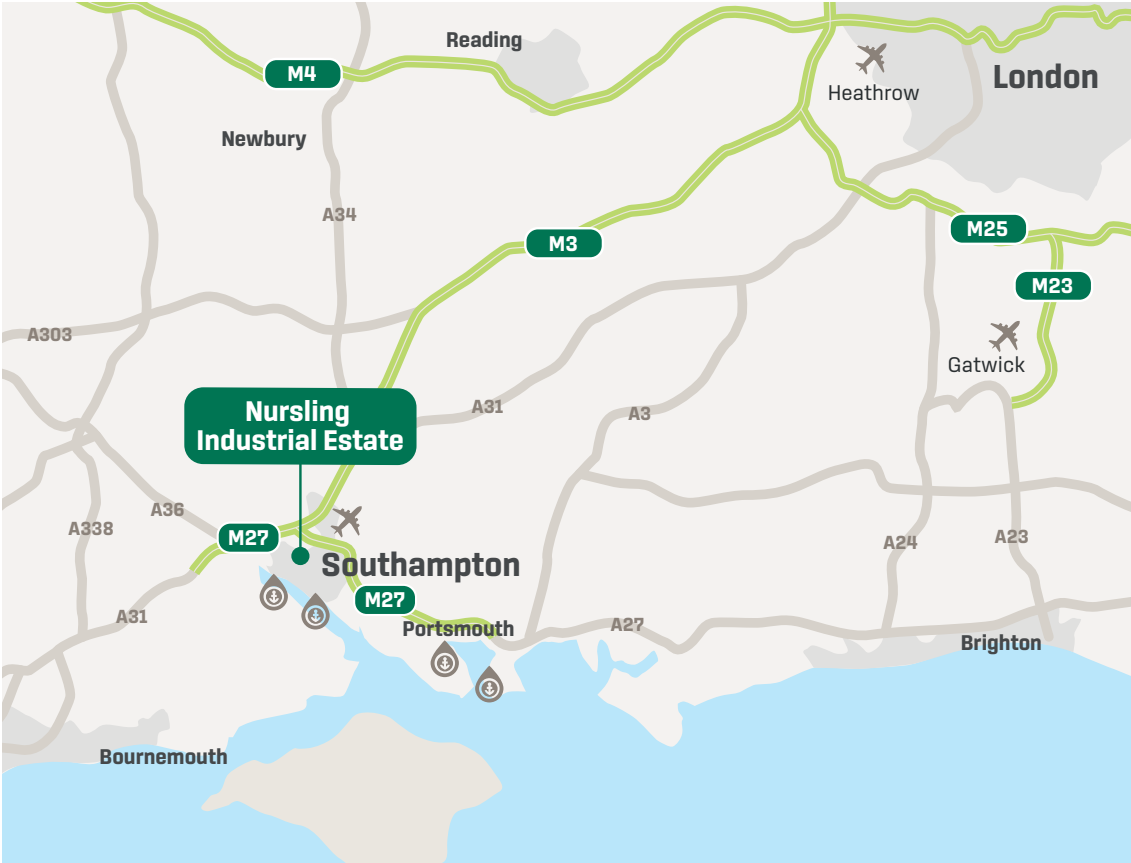 Reading
London
M4
Heathrow
Newbury
A34
M25
M3
M23
A303
Gatwick
Nursling
Industrial Estate
A31
A3
A36
A338
M27
A24
A23
Southampton
M27
A31
Portsmouth
A27
Brighton
Bournemouth